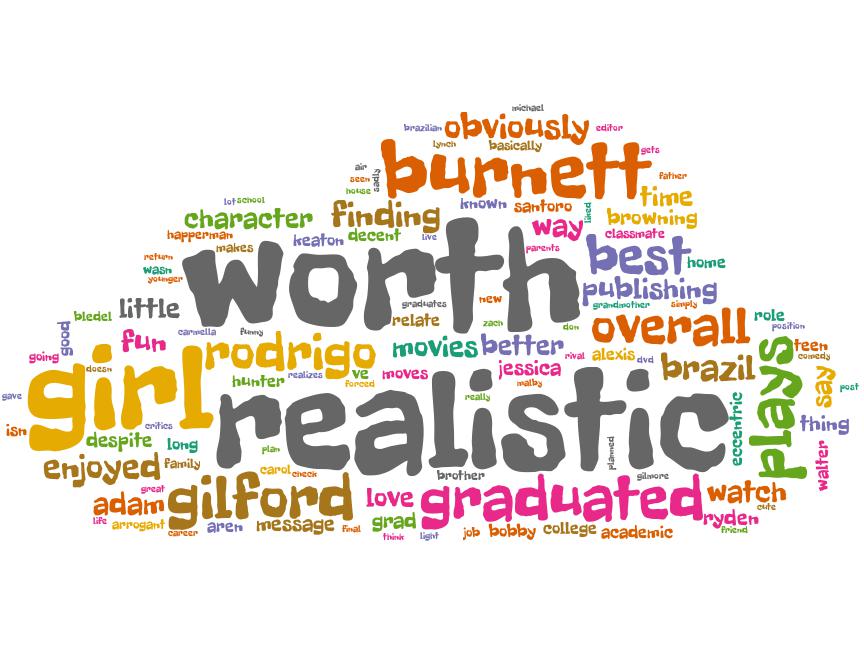 michael
brazilian
obviously
editor
lynch
basically
burnett
gets
air
seen
sadly
house
father
time
lot
school
character
finding
known
santoro
liked
browning
happerman
keaton
decent
live
way
classmate
makes
worth
parents
best
home
return
wasn
younger
publishing
grandmother
simply
graduates
new
little
bledel
good
relate
zach
don
overall
role
position
carmella
funny
fun
going
girl
rodrigo
movies
better
rival
alexis
dvd
brazil
teen
comedy
doesn
hunter
realizes
ve
forced
moves
jessica
malby
plays
say
post
gave
realistic
really
isn
despite
critics
long
plan
planned
eccentric
thing
walter
enjoyed
family
carol
check
brother
gilmore
great
adam
gilford
love
graduated
watch
cute
life
arrogant
career
aren
message
final
grad
think
light
job
bobby
college
academic
ryden
friend